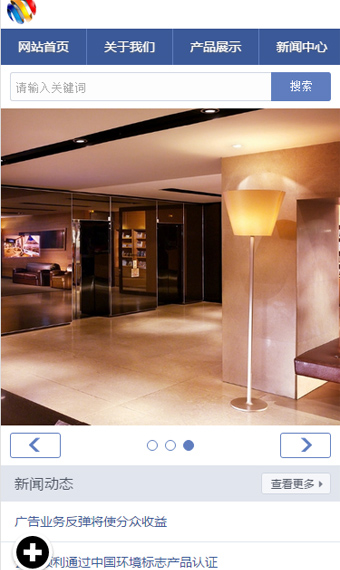 网站首页 关于我们 产品展示 新闻中心
请输入关键词 搜索
新闻动态 查看更多
广告业务反弹将使分众收益
利通过中国环境标志产品认证